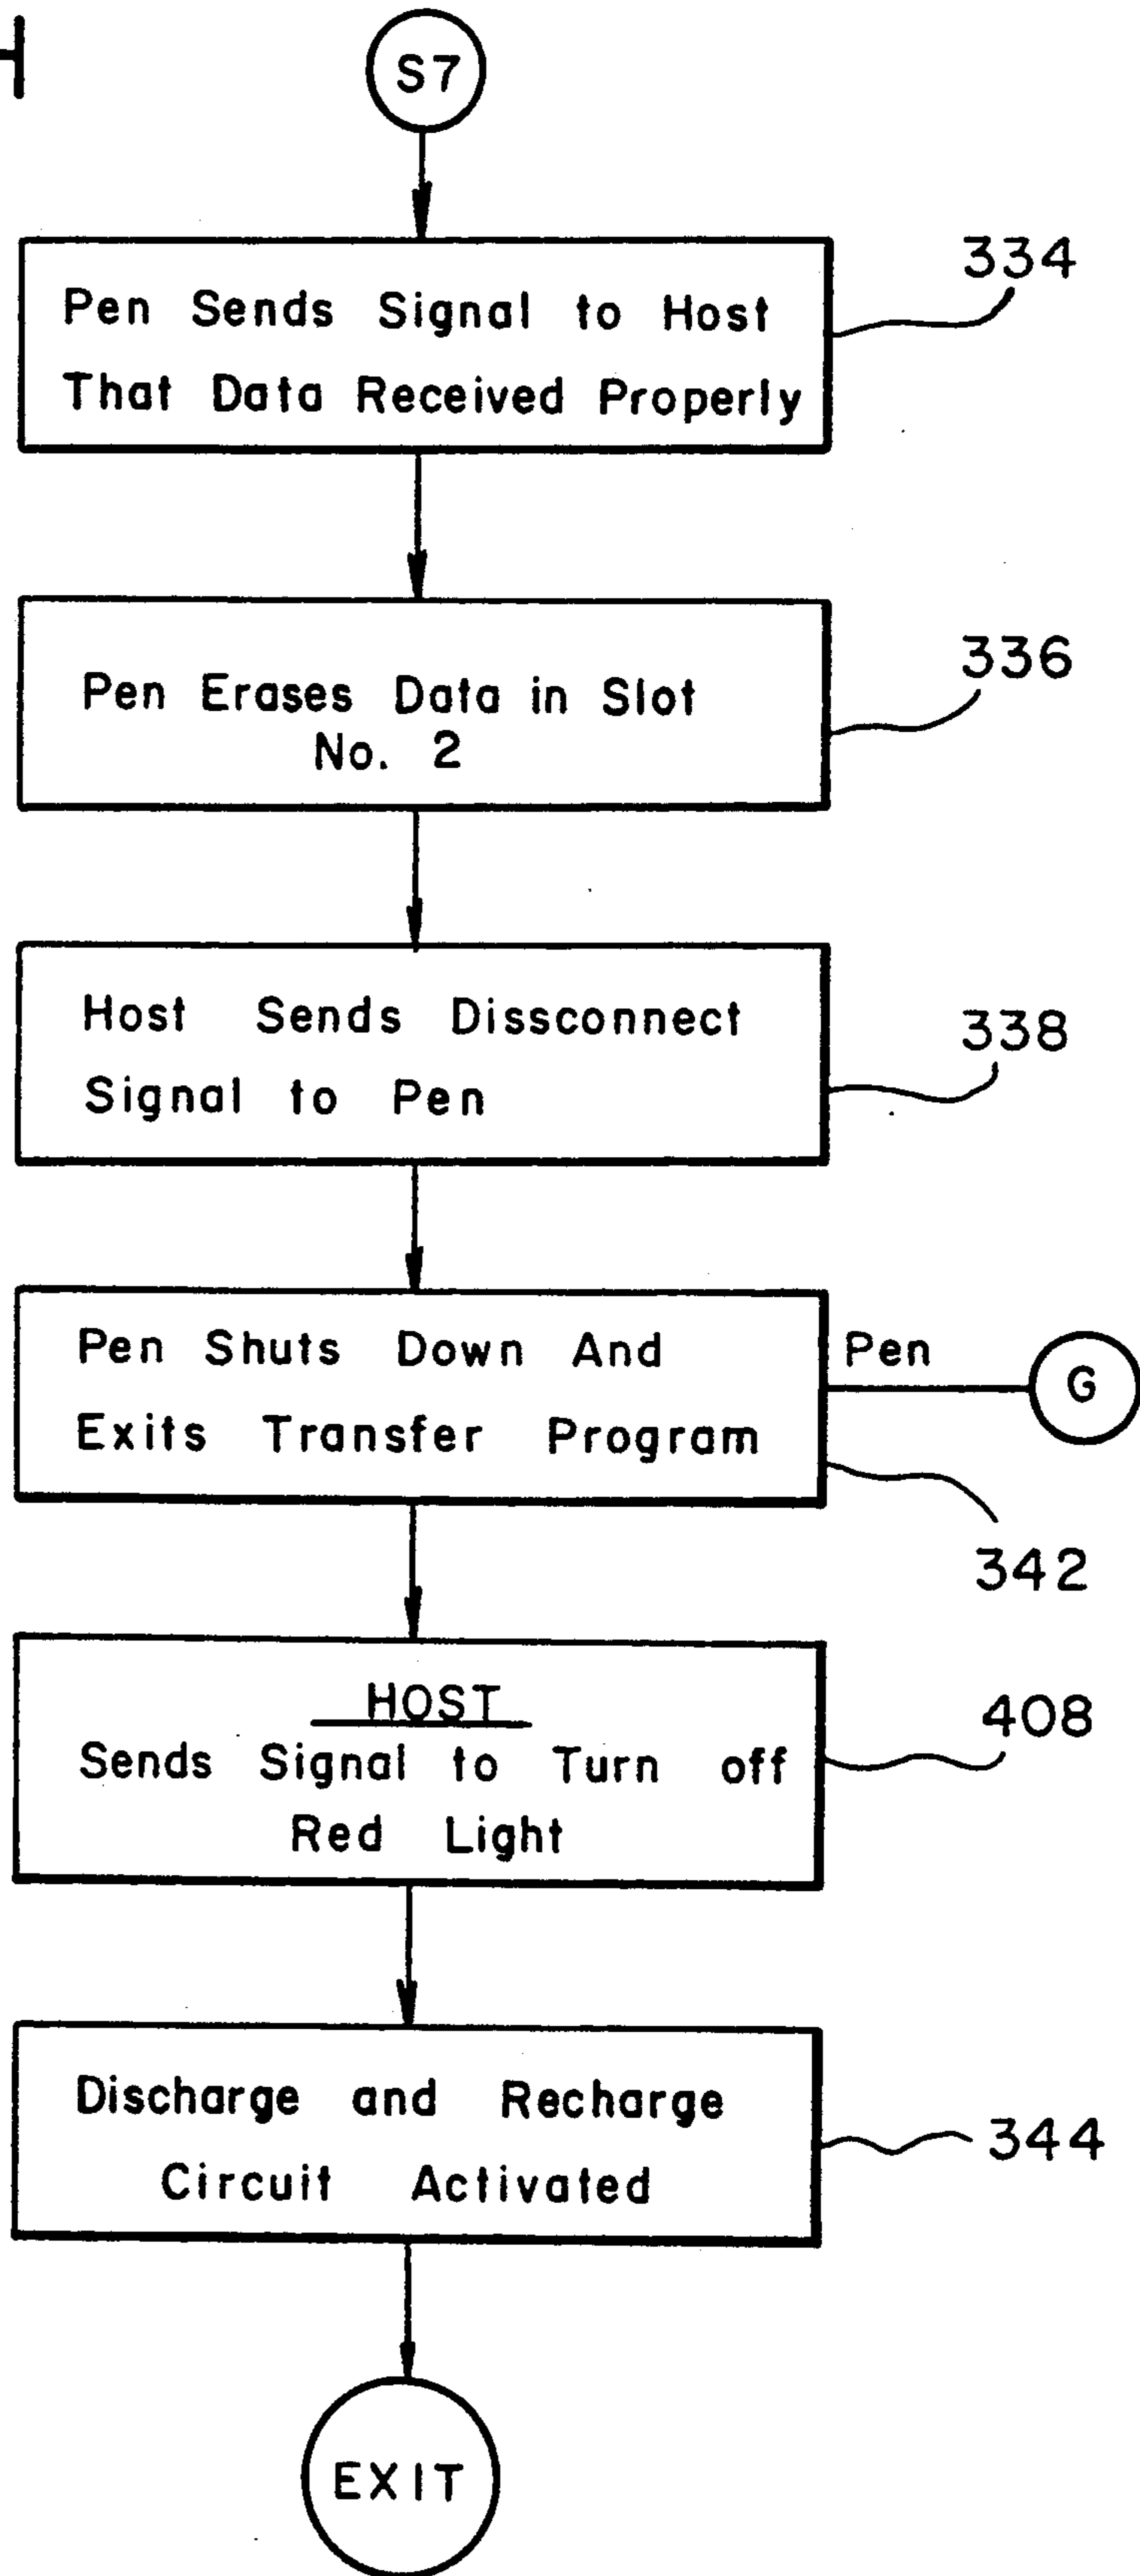 S7
334
Pen Sends Signal to Host
That Data Received Properly
336
Pen Erases Data in Slot
No. 2
338
Host Sends Dissconnect
Signal to Pen
Pen Shuts Down And
Exits Transfer Program
Pen
G
342
HOST
408
Sends Signal to Turn off
Red Light
Discharge and Recharge
344
Circuit Activated
EXIT